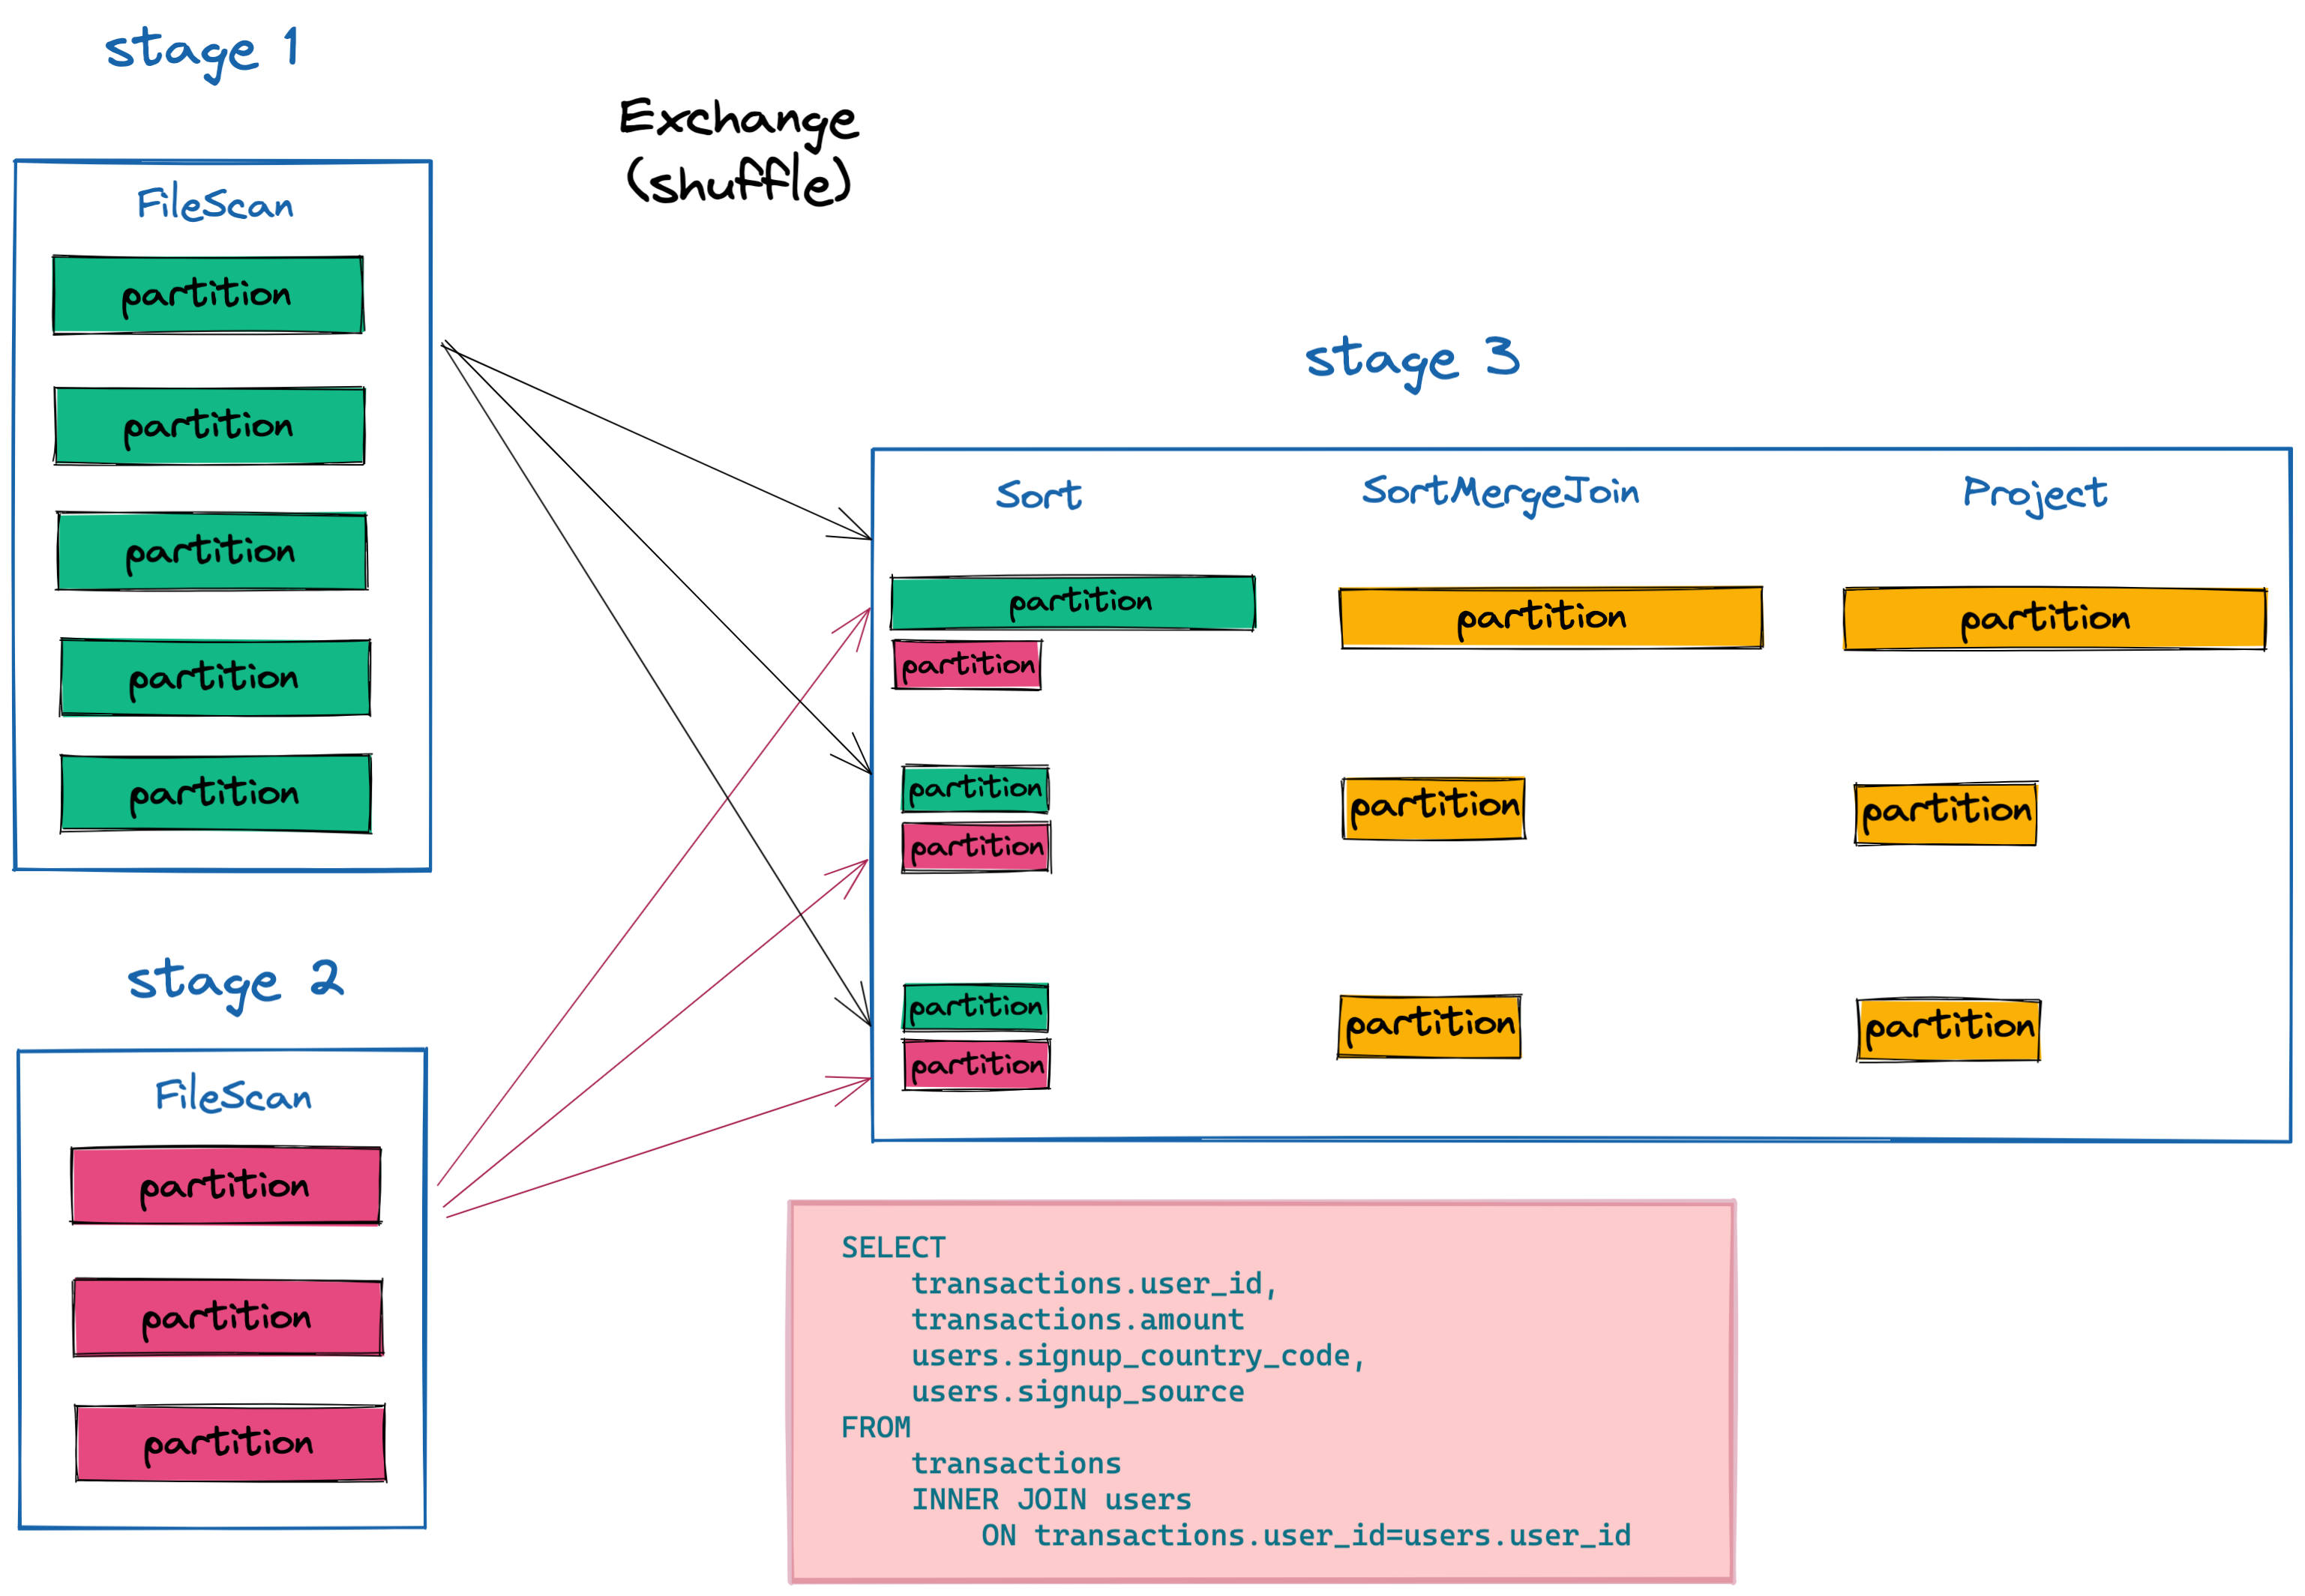 stage 1
FileScan
partition
partition
partition
partition
partition
stage 2
FileScan
partition
partition
partition
Exchange
(shuffle)
stage 3
Sort SortMergeJoin Project
partition partition partition
partition
partition partition partition
partition
partition partition partition
partition
SELECT
    transactions.user_id,
    transactions.amount
    users.signup_country_code,
    users.signup_source
FROM
    transactions
    INNER JOIN users
        ON transactions.user_id=users.user_id